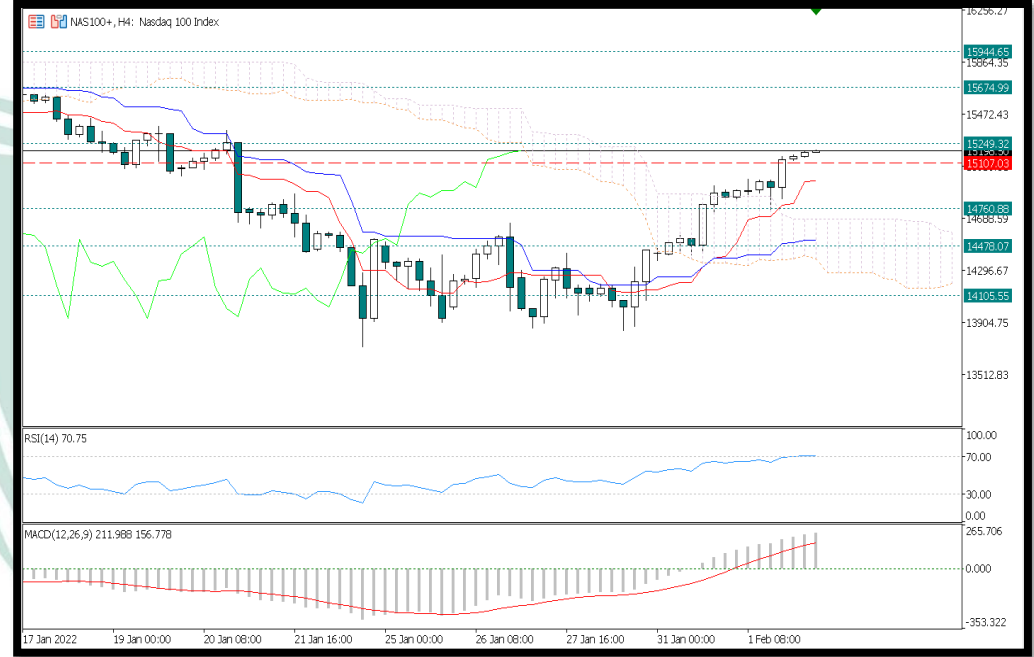 NAS100+, H4: Nasdaq 100 Index
16256.27
15944.65
15864.35
15674.99
15472.43
15249.32
15107.03
14760.88
14688.59
14478.07
14296.67
14105.55
13904.75
13512.83
RSI(14) 70.75
100.00
70.00
30.00
0.00
MACD(12,26,9) 211.988 156.778
265.706
0.000
-353.322
17 Jan 2022
19 Jan 00:00
20 Jan 08:00
21 Jan 16:00
25 Jan 00:00
26 Jan 08:00
27 Jan 16:00
31 Jan 00:00
1 Feb 08:00